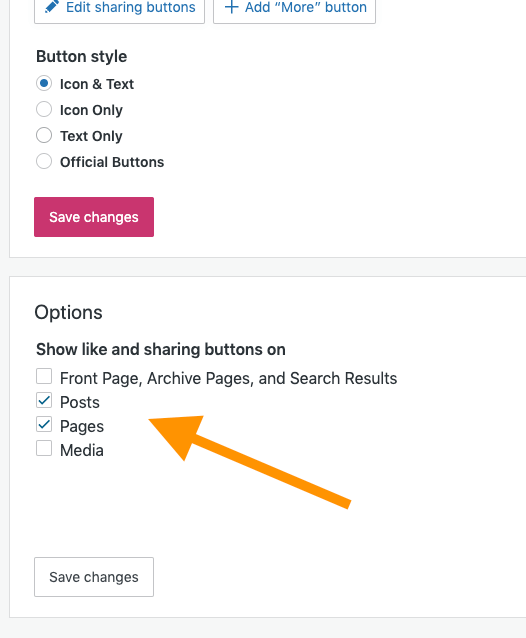 Edit sharing buttons
Add “More” button
Button style
Icon & Text
Icon Only
Text Only
Official Buttons
Save changes
Options
Show like and sharing buttons on
Front Page, Archive Pages, and Search Results
Posts
Pages
Media
Save changes